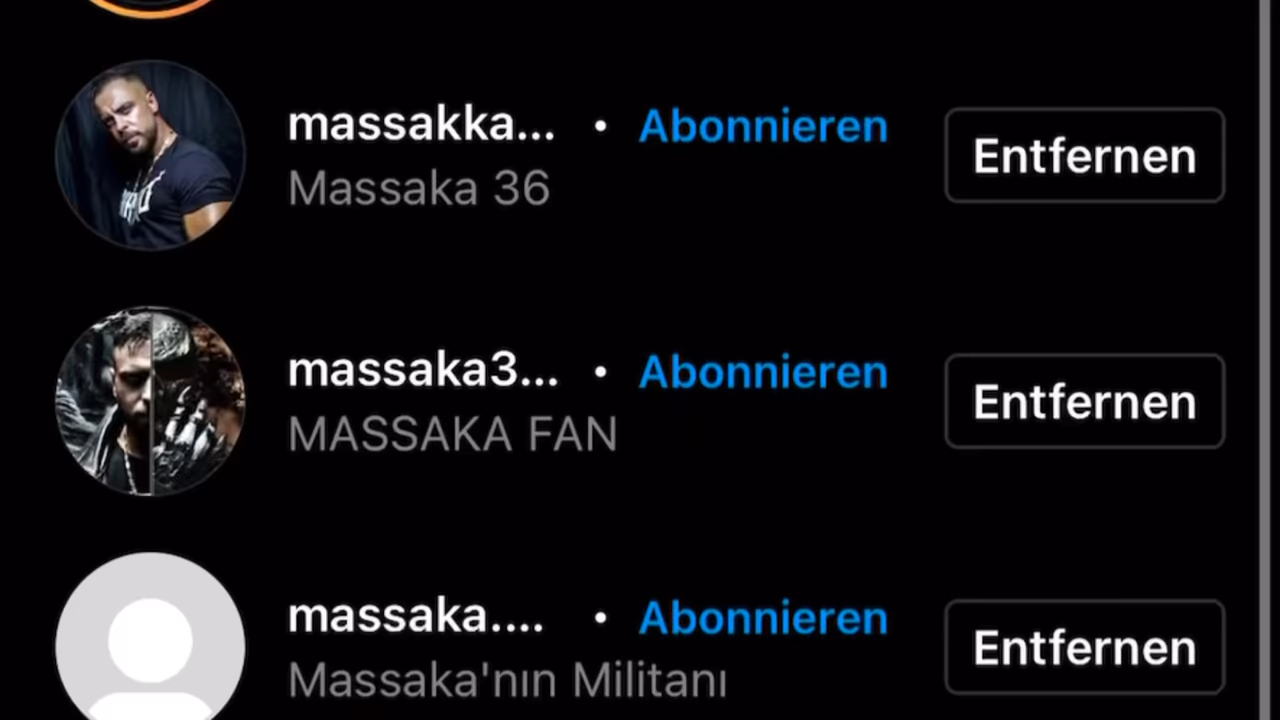 massakka... • Abonnieren
Massaka 36
Entfernen
massaka3... • Abonnieren
MASSAKA FAN
Entfernen
massaka.... • Abonnieren
Massaka'nın Militanı
Entfernen